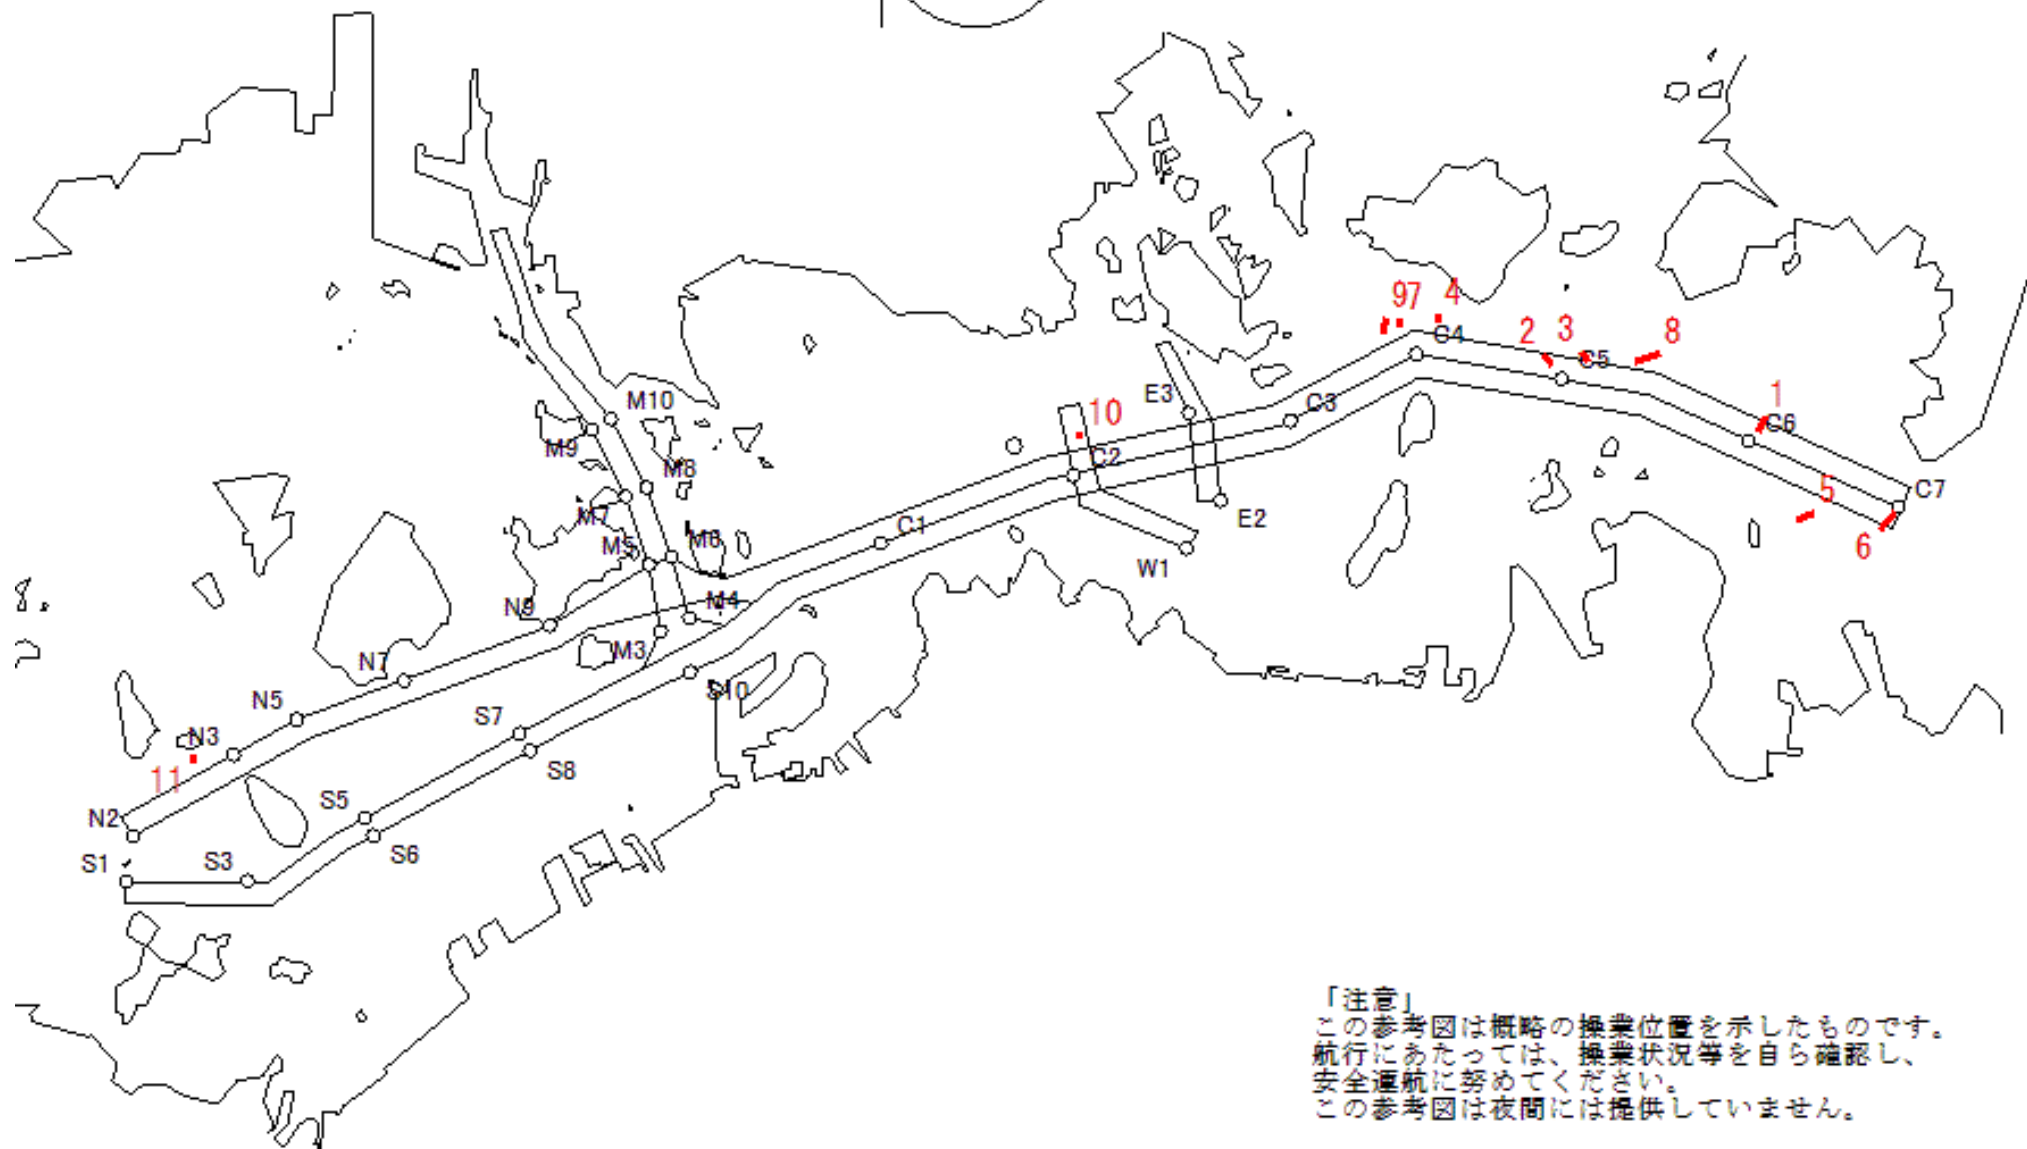 97
4
2
3
8
C4
C5
1
C6
E3
10
C3
M10
M9
M8
C2
C7
5
E2
M7
C1
6
M5
M6
W1
N9
M4
M3
N7
S10
N5
S7
N3
11
S8
S5
N2
S6
S1
S3
「注意」
この参考図は概略の操業位置を示したものです。
航行にあたっては、操業状況等を自ら確認し、
安全運航に努めてください。
この参考図は夜間には提供していません。